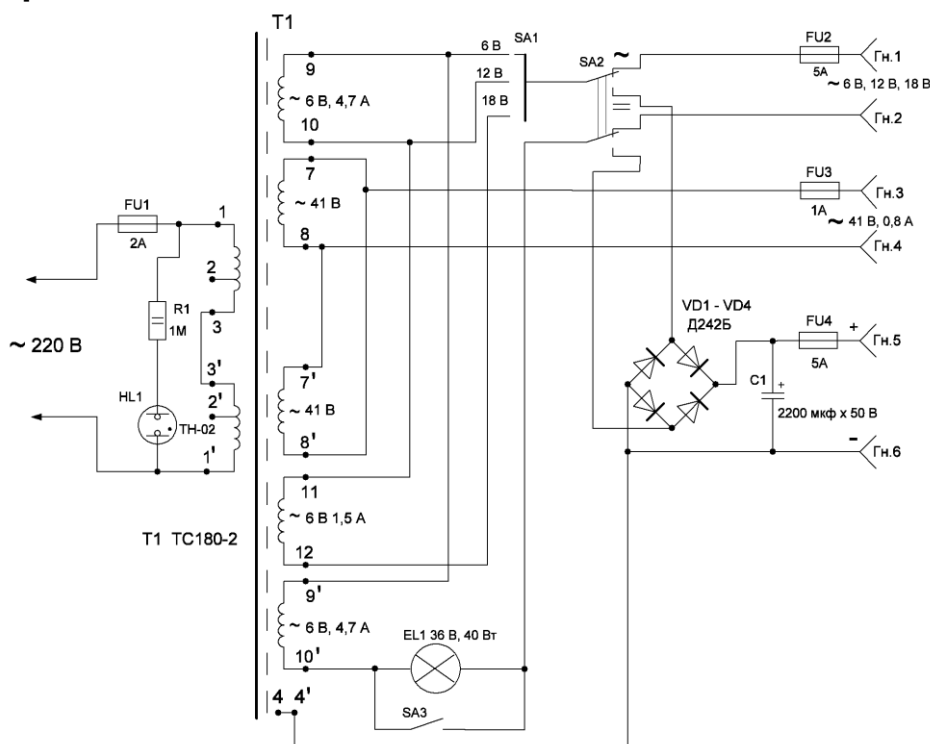 T1
9
~ 6 В, 4,7 А
10
7
~ 41 В
8
7'
~ 41 В
8'
11
~ 6 В 1,5 А
12
9'
~ 6 В, 4,7 А
10'
4 4'
6 В
12 В
18 В
SA1
SA2
~
=
FU2
5А
Гн.1
~ 6 В, 12 В, 18 В
Гн.2
FU3
1А
Гн.3
~ 41 В, 0,8 А
Гн.4
FU1
2А
1
2
3
3'
2'
1'
R1
1М
~ 220 В
HL1
ТН-02
T1 ТС180-2
VD1 - VD4
Д242Б
FU4
5А
+
Гн.5
C1
+
2200 мкф х 50 В
-
Гн.6
EL1 36 В, 40 Вт
SA3